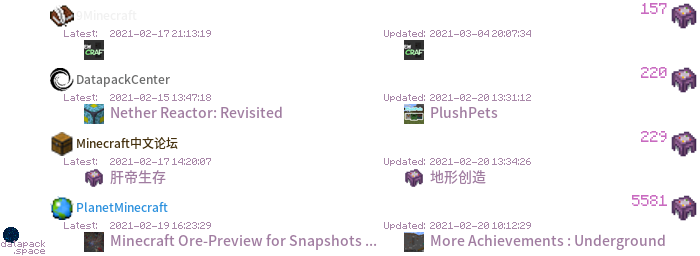 9Minecraft 157
Latest: 2021-02-17 21:13:19 Updated: 2021-03-04 20:07:34
DatapackCenter 220
Latest: 2021-02-15 13:47:18 Updated: 2021-02-20 13:31:12
Nether Reactor: Revisited PlushPets
Minecraft中文论坛 229
Latest: 2021-02-17 14:20:07 Updated: 2021-02-20 13:34:26
肝帝生存 地形创造
PlanetMinecraft 5581
Latest: 2021-02-19 16:23:29 Updated: 2021-02-20 10:12:29
Minecraft Ore-Preview for Snapshots ... More Achievements : Underground
datapack
.space